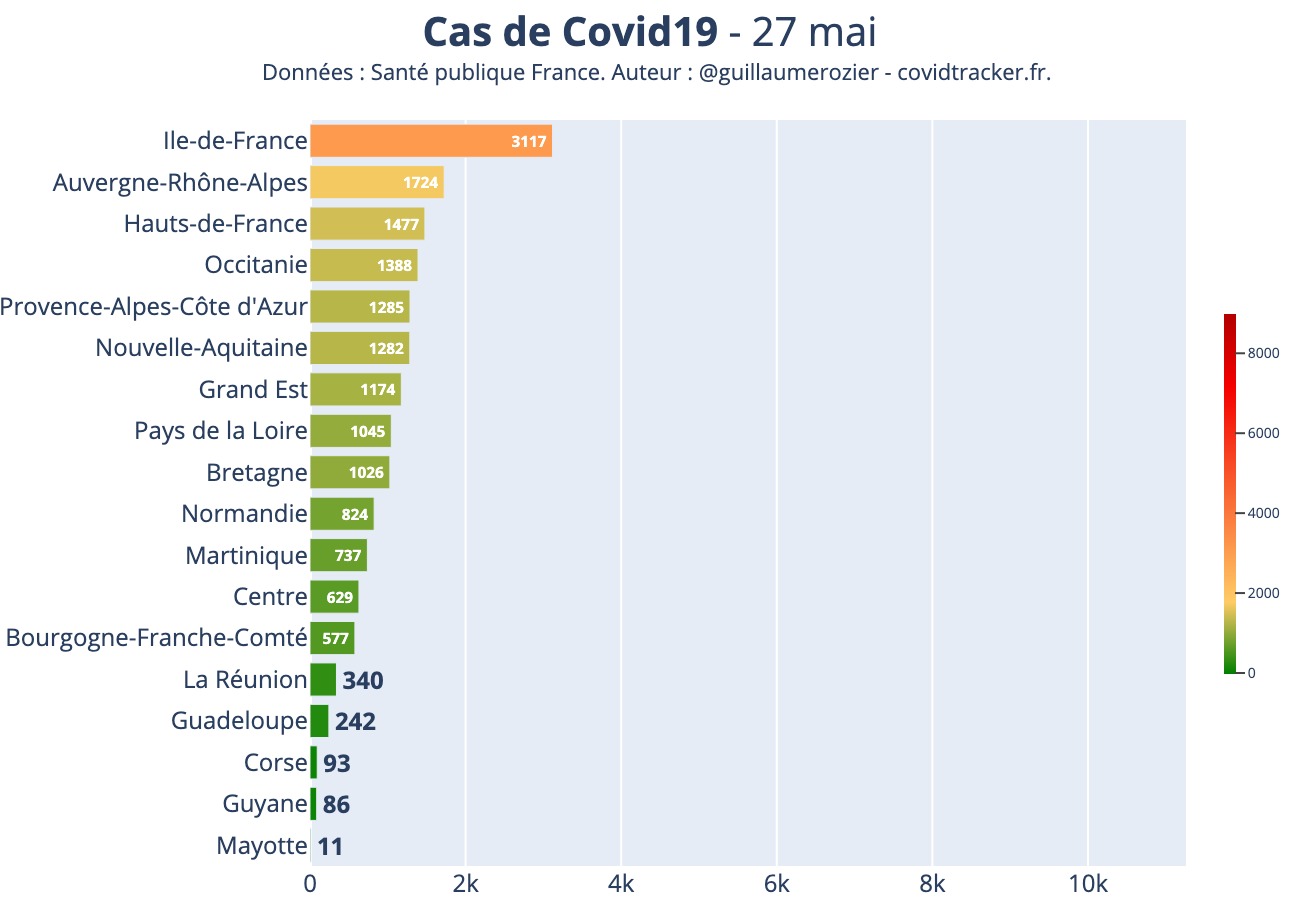 Cas de Covid19 - 27 mai
Données : Santé publique France. Auteur : @guillaumerozier - covidtracker.fr.
Ile-de-France 3117
Auvergne-Rhône-Alpes 1724
Hauts-de-France 1477
Occitanie 1388
Provence-Alpes-Côte d'Azur 1285
Nouvelle-Aquitaine 1282
Grand Est 1174
Pays de la Loire 1045
Bretagne 1026
Normandie 824
Martinique 737
Centre 629
Bourgogne-Franche-Comté 577
La Réunion 340
Guadeloupe 242
Corse 93
Guyane 86
Mayotte 11
0 2k 4k 6k 8k 10k
8000
6000
4000
2000
0